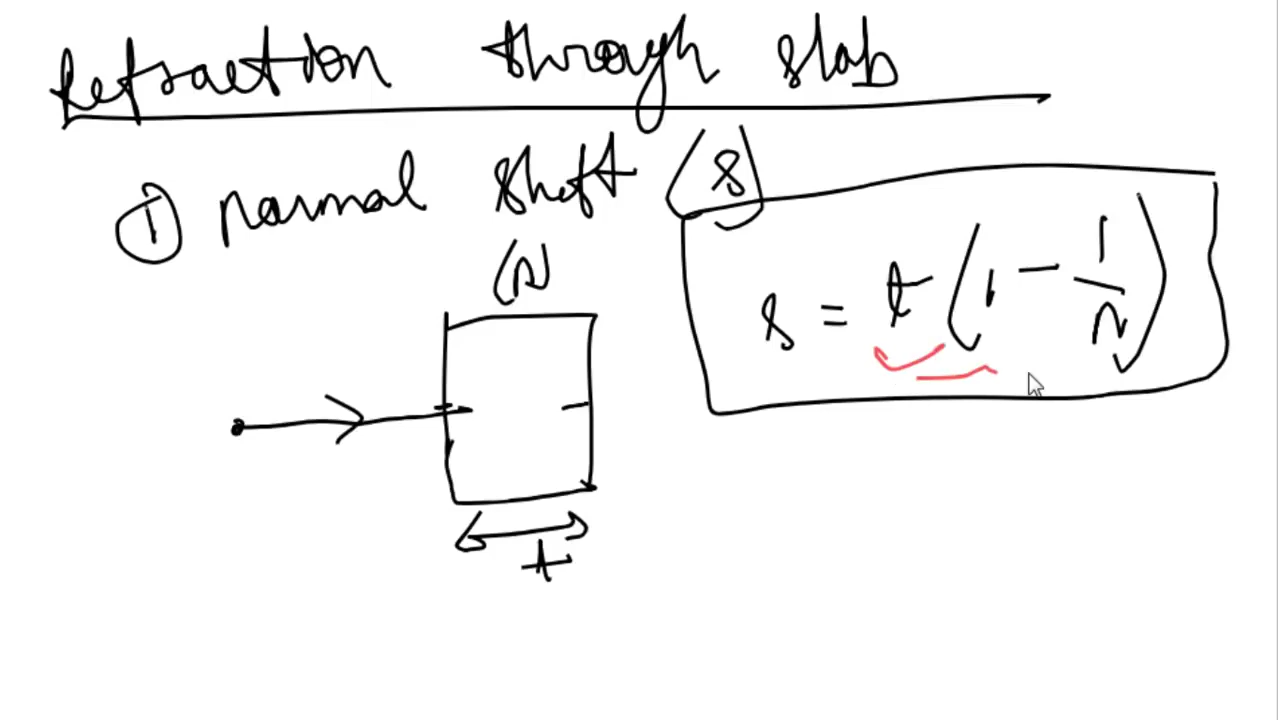 Refraction through slab
① normal shift (s)
(n)
s = t (1 - 1/n)
t